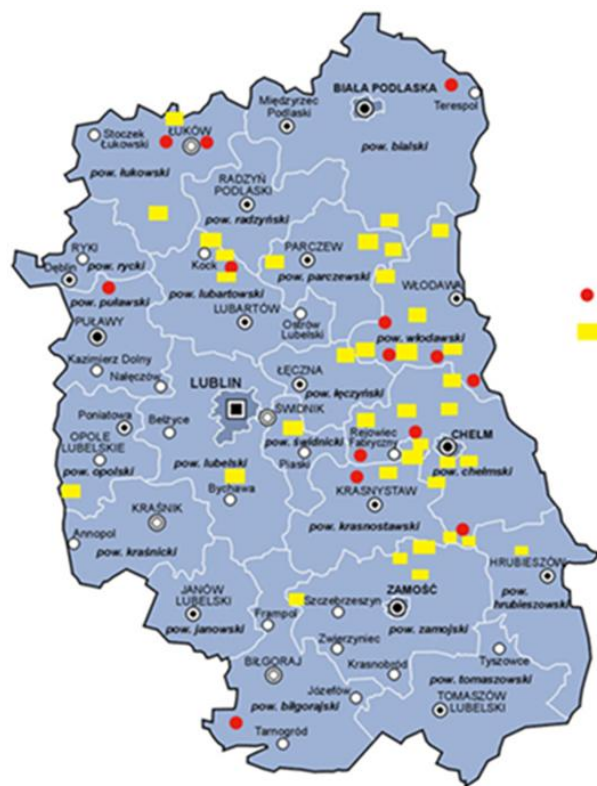 BIAŁA PODLASKA
Terespol
Międzyrzec
Podlaski
pow. bialski
Stoczek
Łukowski
ŁUKÓW
pow. łukowski
RADZYŃ
PODLASKI
pow. radzyński
RYKI
pow. rycki
Dęblin
Kock
PARCZEW
pow. parczewski
pow. puławski
pow. lubartowski
WŁODAWA
PUŁAWY
LUBARTÓW
Ostrów
Lubelski
pow. włodawski
Kazimierz Dolny
Nałęczów
LUBLIN
ŁĘCZNA
pow. łęczyński
ŚWIDNIK
Poniatowa
Bełżyce
OPOLE
LUBELSKIE
pow. opolski
pow. lubelski
pow. świdnicki
Piaski
Rejowiec
Fabryczny
CHEŁM
pow. chełmski
Bychawa
KRASNYSTAW
pow. krasnostawski
KRAŚNIK
Annopol
pow. kraśnicki
HRUBIESZÓW
pow.
hrubieszowski
JANÓW
LUBELSKI
pow. janowski
Frampol
Szczebrzeszyn
ZAMOŚĆ
pow. zamojski
Zwierzyniec
BIŁGORAJ
Krasnobród
Tyszowce
pow. tomaszowski
pow. biłgorajski
Józefów
TOMASZÓW
LUBELSKI
Tarnogród